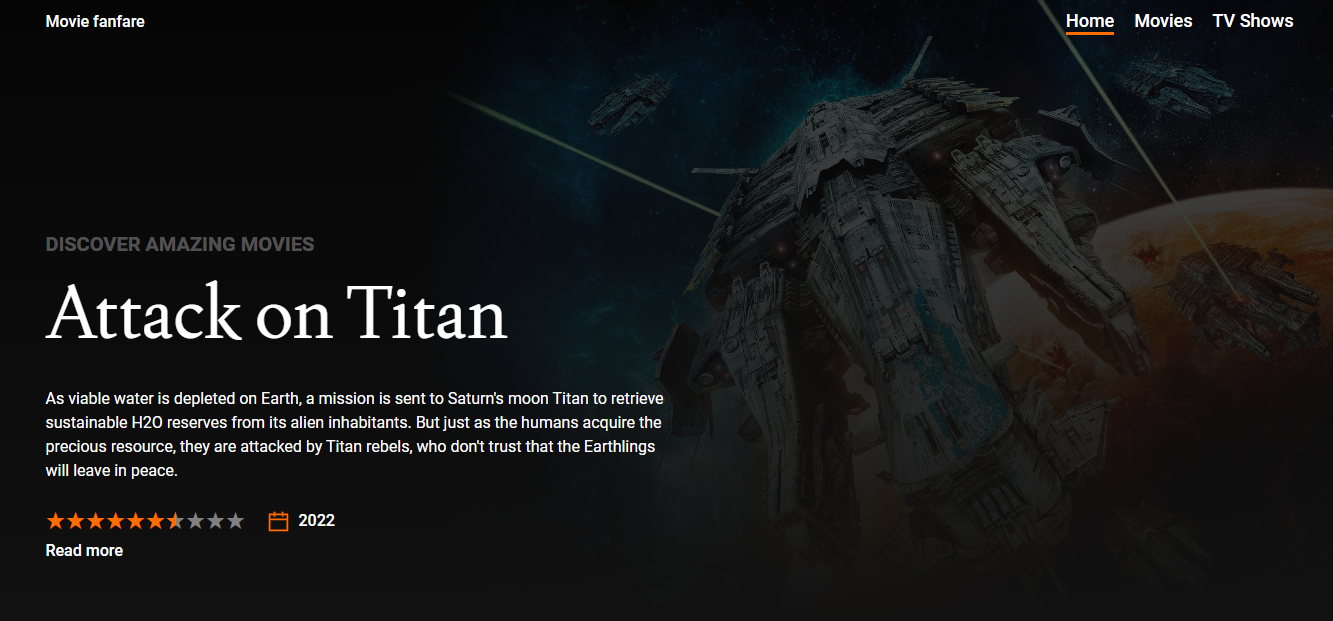 Movie fanfare
Home Movies TV Shows
DISCOVER AMAZING MOVIES
Attack on Titan
As viable water is depleted on Earth, a mission is sent to Saturn's moon Titan to retrieve
sustainable H2O reserves from its alien inhabitants. But just as the humans acquire the
precious resource, they are attacked by Titan rebels, who don't trust that the Earthlings
will leave in peace.
2022
Read more